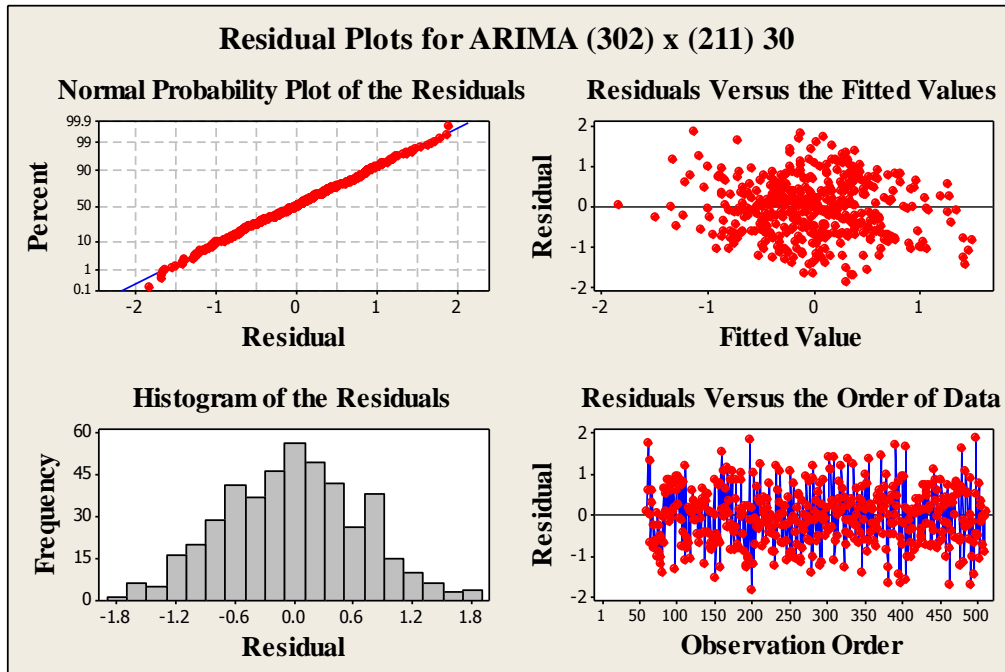 Residual Plots for ARIMA (302) x (211) 30
Normal Probability Plot of the Residuals
99.9
99
90
50
10
1
0.1
Percent
-2 -1 0 1 2
Residual
Residuals Versus the Fitted Values
2
1
0
-1
-2
Residual
-2 -1 0 1
Fitted Value
Histogram of the Residuals
60
45
30
15
0
Frequency
-1.8 -1.2 -0.6 0.0 0.6 1.2 1.8
Residual
Residuals Versus the Order of Data
2
1
0
-1
-2
Residual
1 50 100 150 200 250 300 350 400 450 500
Observation Order